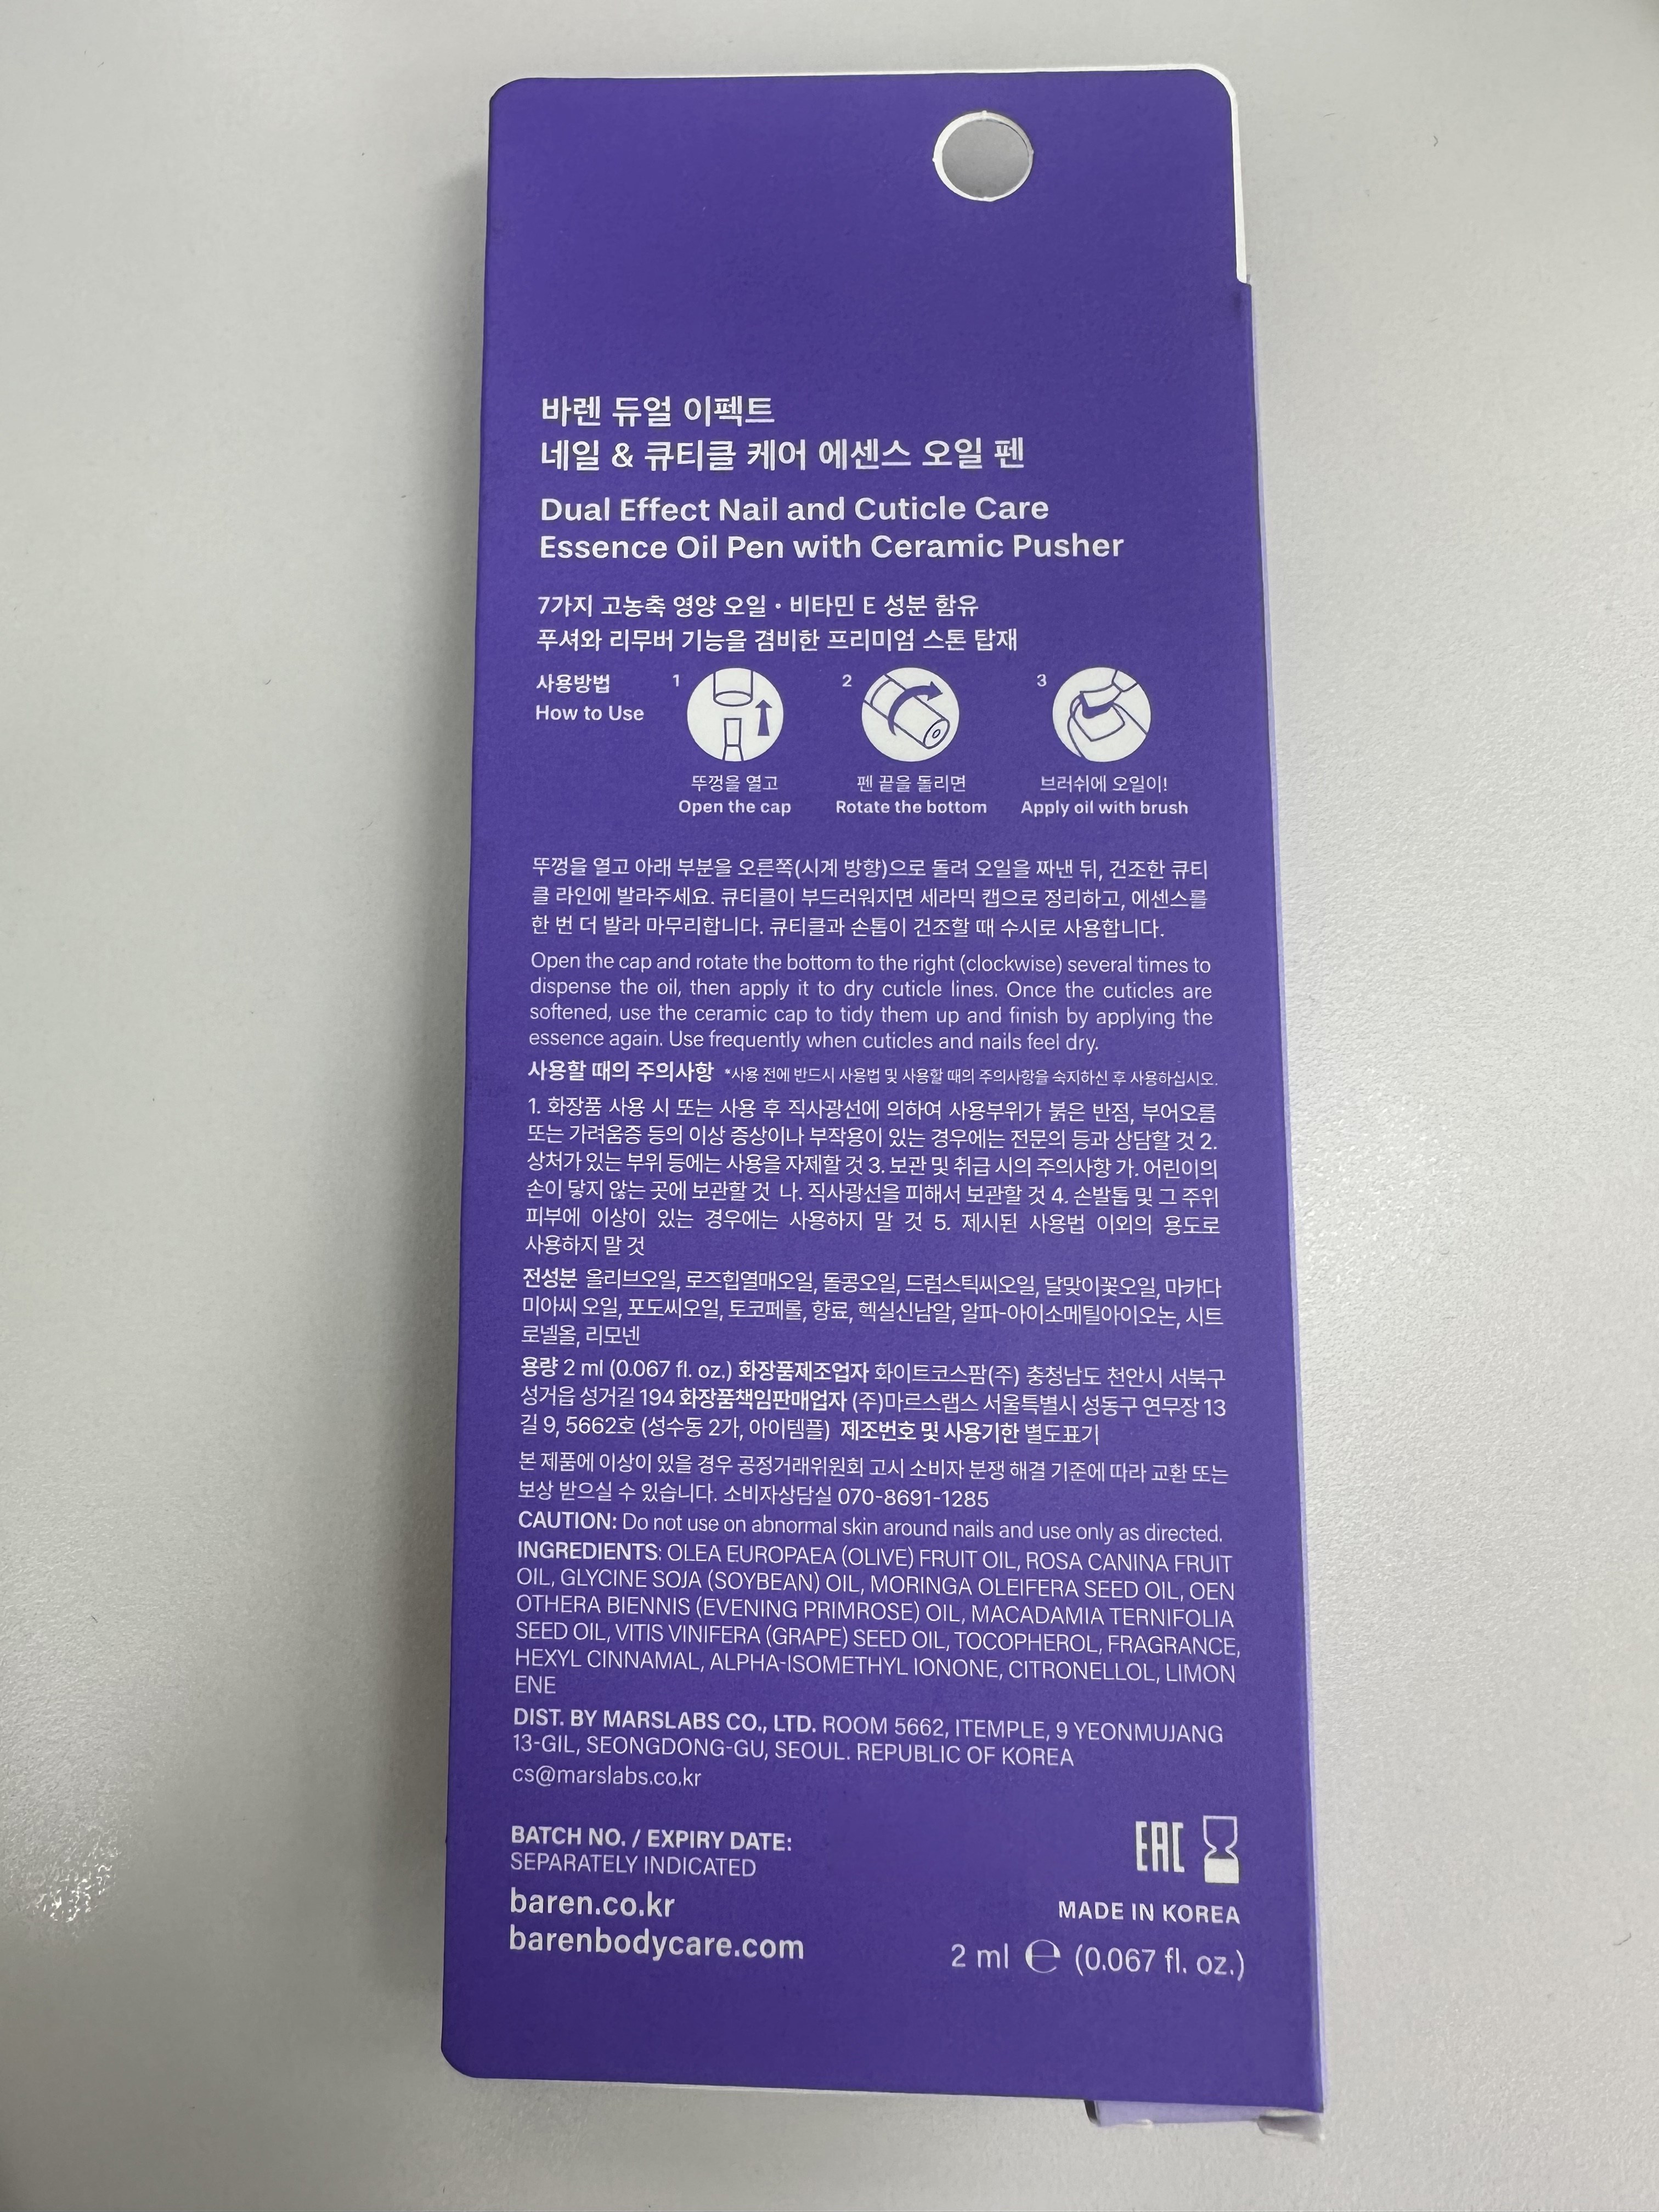 바렌 듀얼 이펙트
네일 & 큐티클 케어 에센스 오일 펜
Dual Effect Nail and Cuticle Care
Essence Oil Pen with Ceramic Pusher
7가지 고농축 영양 오일 • 비타민 E 성분 함유
푸셔와 리무버 기능을 겸비한 프리미엄 스톤 탑재
사용방법
How to Use
1
뚜껑을 열고
Open the cap
2
펜 끝을 돌리면
Rotate the bottom
3
브러쉬에 오일이!
Apply oil with brush
뚜껑을 열고 아래 부분을 오른쪽(시계 방향)으로 돌려 오일을 짜낸 뒤, 건조한 큐티
클 라인에 발라주세요. 큐티클이 부드러워지면 세라믹 캡으로 정리하고, 에센스를
한 번 더 발라 마무리합니다. 큐티클과 손톱이 건조할 때 수시로 사용합니다.
Open the cap and rotate the bottom to the right (clockwise) several times to
dispense the oil, then apply it to dry cuticle lines. Once the cuticles are
softened, use the ceramic cap to tidy them up and finish by applying the
essence again. Use frequently when cuticles and nails feel dry.
사용할 때의 주의사항 *사용 전에 반드시 사용법 및 사용할 때의 주의사항을 숙지하신 후 사용하십시오.
1. 화장품 사용 시 또는 사용 후 직사광선에 의하여 사용부위가 붉은 반점, 부어오름
또는 가려움증 등의 이상 증상이나 부작용이 있는 경우에는 전문의 등과 상담할 것 2.
상처가 있는 부위 등에는 사용을 자제할 것 3. 보관 및 취급 시의 주의사항 가. 어린이의
손이 닿지 않는 곳에 보관할 것 나. 직사광선을 피해서 보관할 것 4. 손발톱 및 그 주위
피부에 이상이 있는 경우에는 사용하지 말 것 5. 제시된 사용법 이외의 용도로
사용하지 말 것
전성분 올리브오일, 로즈힙열매오일, 돌콩오일, 드럼스틱씨오일, 달맞이꽃오일, 마카다
미아씨 오일, 포도씨오일, 토코페롤, 향료, 헥실신남알, 알파-아이소메틸아이오논, 시트
로넬올, 리모넨
용량 2 ml (0.067 fl. oz.) 화장품제조업자 화이트코스팜(주) 충청남도 천안시 서북구
성거읍 성거길 194 화장품책임판매업자 (주)마르스랩스 서울특별시 성동구 연무장 13
길 9, 5662호 (성수동 2가, 아이템플) 제조번호 및 사용기한 별도표기
본 제품에 이상이 있을 경우 공정거래위원회 고시 소비자 분쟁 해결 기준에 따라 교환 또는
보상 받으실 수 있습니다. 소비자상담실 070-8691-1285
CAUTION: Do not use on abnormal skin around nails and use only as directed.
INGREDIENTS: OLEA EUROPAEA (OLIVE) FRUIT OIL, ROSA CANINA FRUIT
OIL, GLYCINE SOJA (SOYBEAN) OIL, MORINGA OLEIFERA SEED OIL, OEN
OTHERA BIENNIS (EVENING PRIMROSE) OIL, MACADAMIA TERNIFOLIA
SEED OIL, VITIS VINIFERA (GRAPE) SEED OIL, TOCOPHEROL, FRAGRANCE,
HEXYL CINNAMAL, ALPHA-ISOMETHYL IONONE, CITRONELLOL, LIMON
ENE
DIST. BY MARSLABS CO., LTD. ROOM 5662, ITEMPLE, 9 YEONMUJANG
13-GIL, SEONGDONG-GU, SEOUL. REPUBLIC OF KOREA
cs@marslabs.co.kr
BATCH NO. / EXPIRY DATE:
SEPARATELY INDICATED
baren.co.kr
barenbodycare.com
EAC
MADE IN KOREA
2 ml ℮ (0.067 fl. oz.)